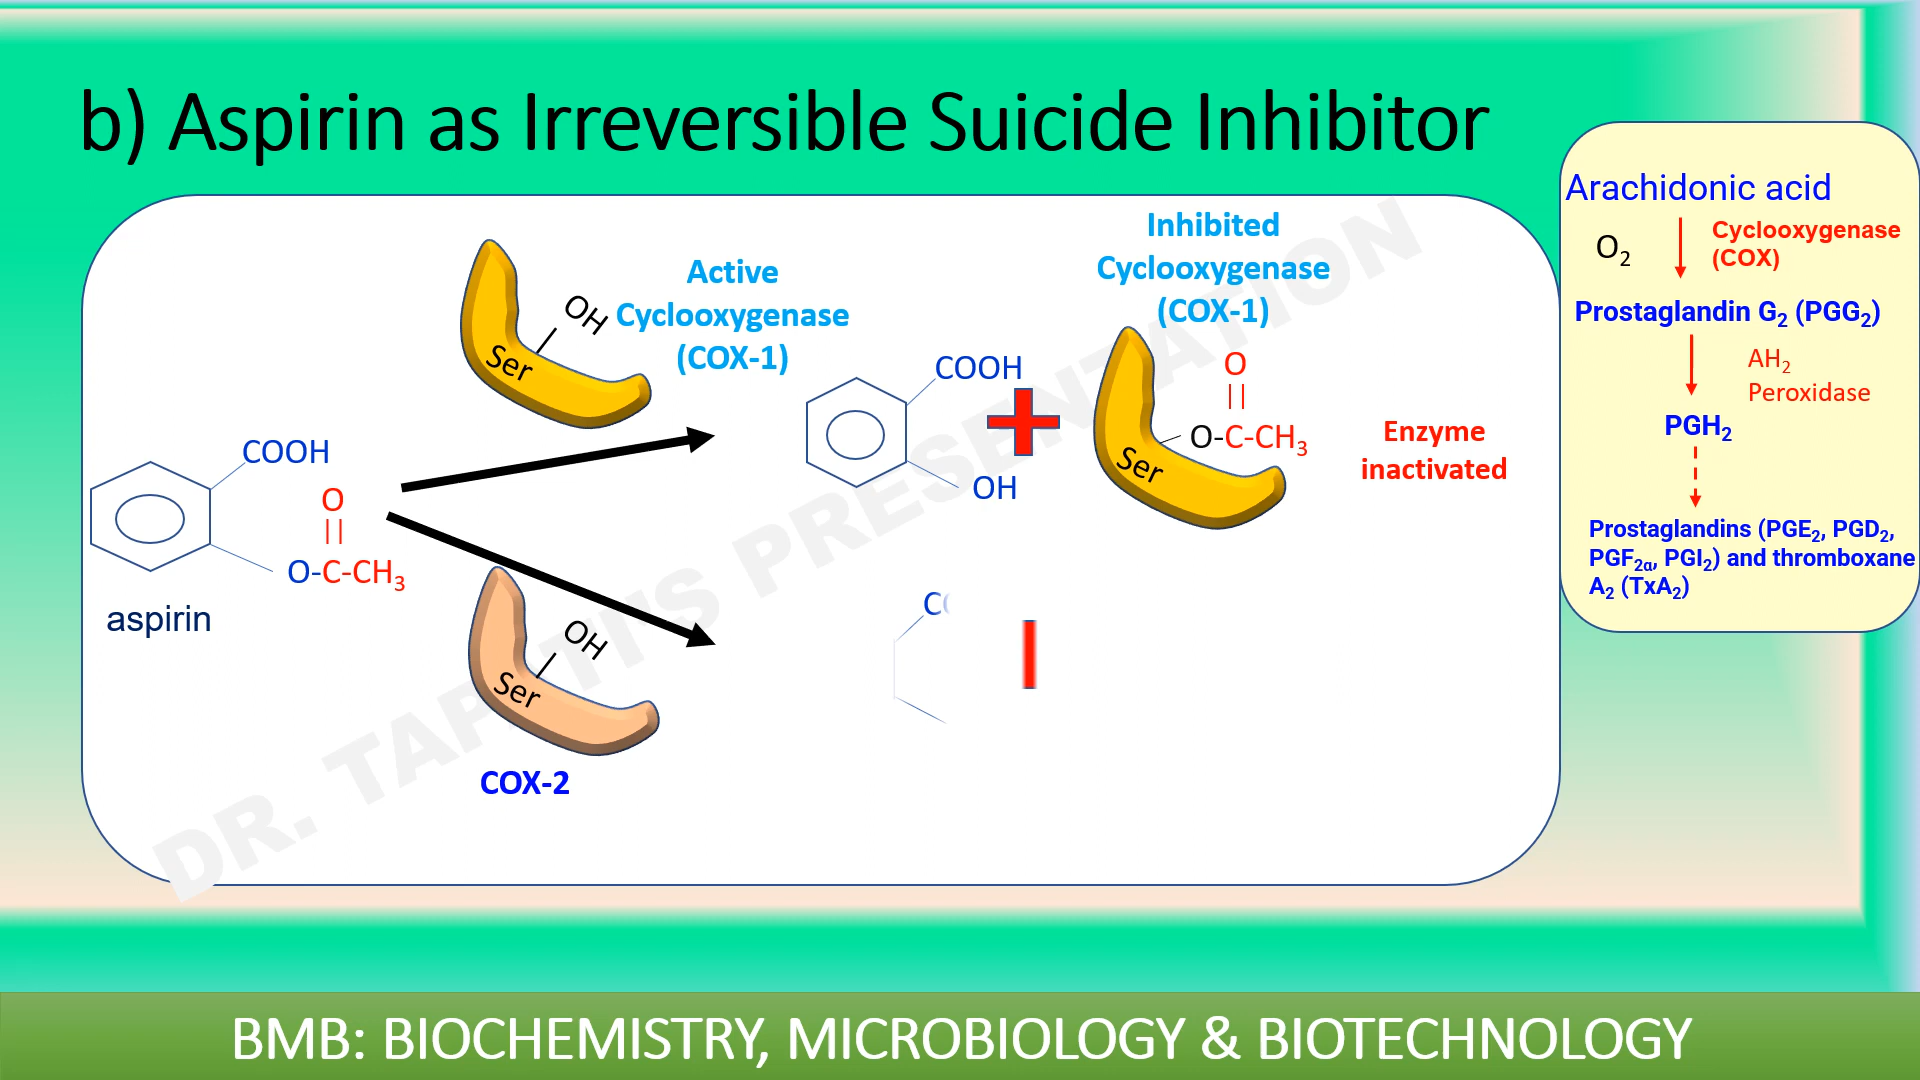 b) Aspirin as Irreversible Suicide Inhibitor
Active
Cyclooxygenase
(COX-1)
OH
Ser
Inhibited
Cyclooxygenase
(COX-1)
COOH
OH
O
||
O-C-CH₃
Ser
Enzyme
inactivated
COOH
O
||
O-C-CH₃
aspirin
OH
Ser
COX-2
C
Arachidonic acid
O₂
Cyclooxygenase
(COX)
Prostaglandin G₂ (PGG₂)
AH₂
Peroxidase
PGH₂
Prostaglandins (PGE₂, PGD₂,
PGF₂α, PGI₂) and thromboxane
A₂ (TxA₂)
PRESENTATION
DR.
BMB: BIOCHEMISTRY, MICROBIOLOGY & BIOTECHNOLOGY